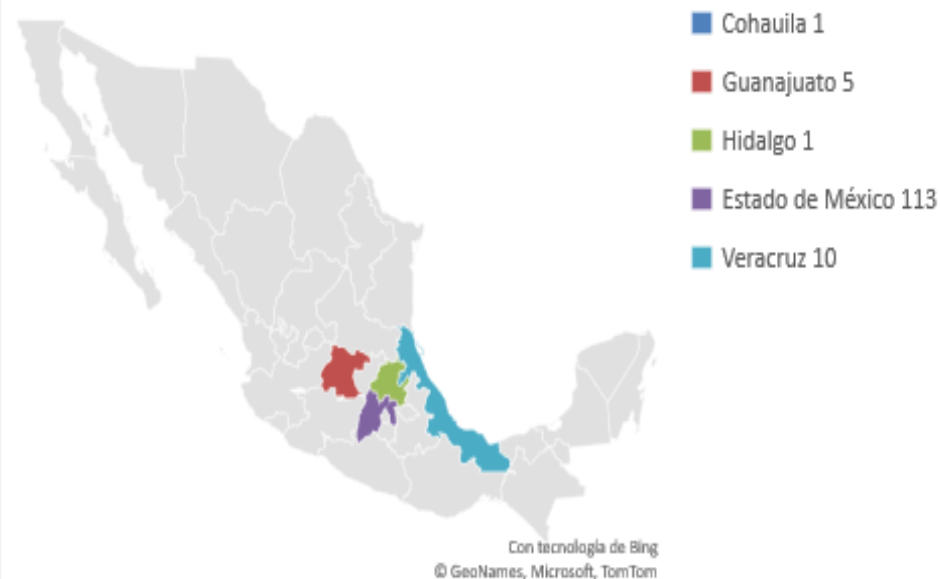 Cohauila 1
Guanajuato 5
Hidalgo 1
Estado de México 113
Veracruz 10
Con tecnología de Bing
© GeoNames, Microsoft, TomTom